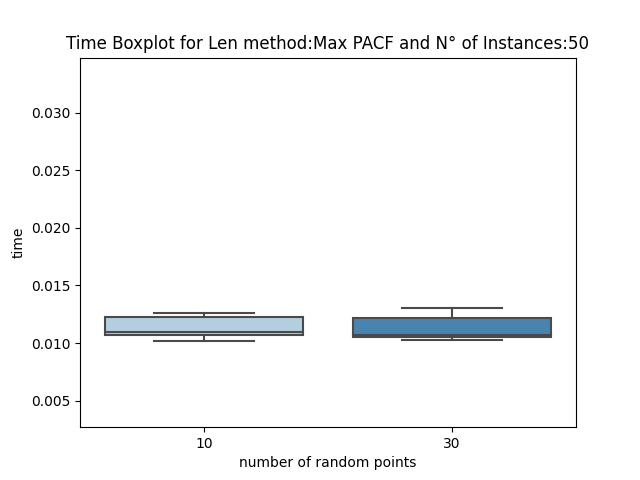 Time Boxplot for Len method:Max PACF and N° of Instances:50
0.030
0.025
0.020
0.015
0.010
0.005
time
10 30
number of random points